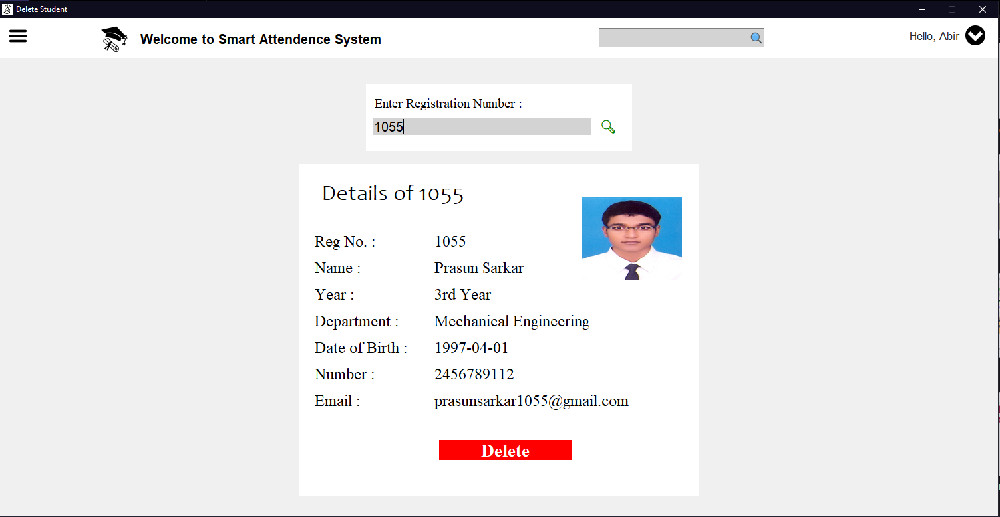 Delete Student
Welcome to Smart Attendence System
Hello, Abir
Enter Registration Number :
1055
Details of 1055
Reg No. : 1055
Name : Prasun Sarkar
Year : 3rd Year
Department : Mechanical Engineering
Date of Birth : 1997-04-01
Number : 2456789112
Email : prasunsarkar1055@gmail.com
Delete